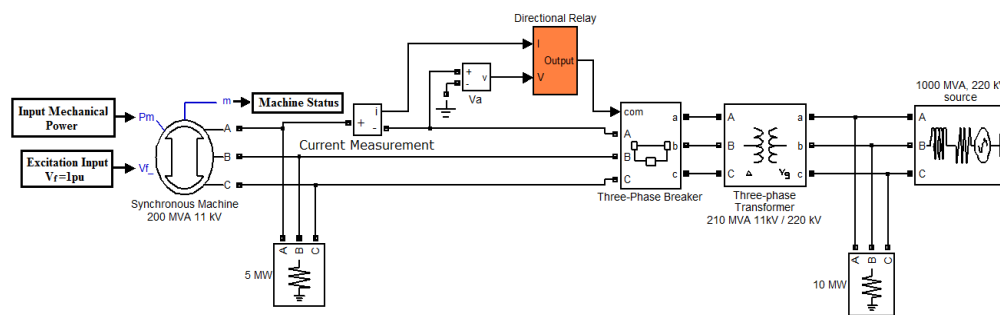 Directional Relay
I
Output
V
+
-
v
Va
Input Mechanical
Power
Pm
m
Machine Status
Excitation Input
Vf =1pu
Vf_
A
B
C
Synchronous Machine
200 MVA 11 kV
+
-
i
Current Measurement
com
A
B
C
a
b
c
Three-Phase Breaker
A
B
C
a
b
c
Δ
Yg
Three-phase
Transformer
210 MVA 11kV / 220 kV
1000 MVA, 220 kV
source
A
B
C
A
B
C
5 MW
A
B
C
10 MW